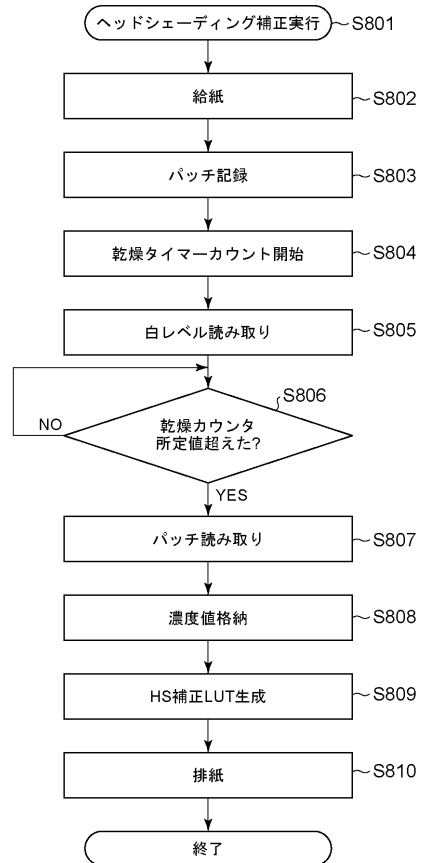 ヘッドシェーディング補正実行 S801
給紙 S802
パッチ記録 S803
乾燥タイマーカウント開始 S804
白レベル読み取り S805
S806
乾燥カウンタ
所定値超えた?
NO
YES
パッチ読み取り S807
濃度値格納 S808
HS補正LUT生成 S809
排紙 S810
終了